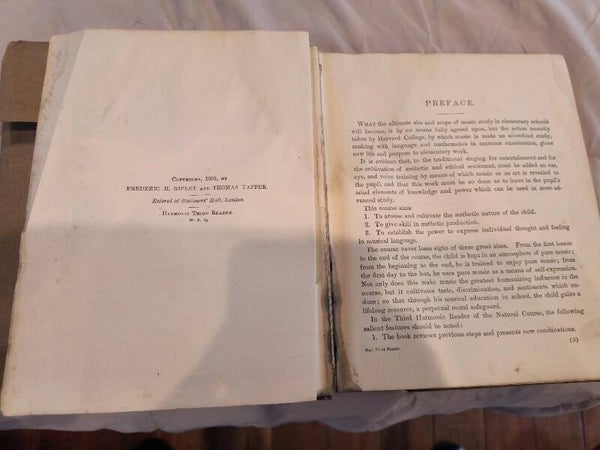 COPYRIGHT, 1903, BY
FREDERIC H. RIPLEY AND THOMAS TAPPER.
Entered at Stationers' Hall, London.
HARMONIC THIRD READER.
W. P.
PREFACE.
WHAT the ultimate aim and scope of music study in elementary schools
will become, is by no means fully agreed upon, but the action recently
taken by Harvard College, by which music is made an accredited study,
ranking with language and mathematics in entrance examination, gives
new life and purpose to elementary work.
It is evident that, to the traditional singing for entertainment and for
the cultivation of æsthetic and ethical sentiment, must be added an ear,
eye, and voice training by means of which music as an art is revealed to
the pupil, and that this work must be so done as to leave in the pupil's
mind elements of knowledge and power which can be used in more ad-
vanced study.
This course aims
1. To arouse and cultivate the æsthetic nature of the child.
2. To give skill in æsthetic production.
3. To establish the power to express individual thought and feeling
in musical language.
The course never loses sight of these great aims. From the first lesson
to the end of the course, the child is kept in an atmosphere of pure music;
from the beginning to the end, he is trained to enjoy pure music; from
the first day to the last, he uses pure music as a means of self-expression.
Not only does this make music the greatest humanizing influence in the
course, but it cultivates taste, discrimination, and sentiments which en-
dure; so that through his musical education in school, the child gains a
lifelong resource, a perpetual moral safeguard.
In the Third Harmonic Reader of the Natural Course, the following
salient features should be noted:
1. The book reviews previous steps and presents new combinations.
(3)
Har. Third Reader.